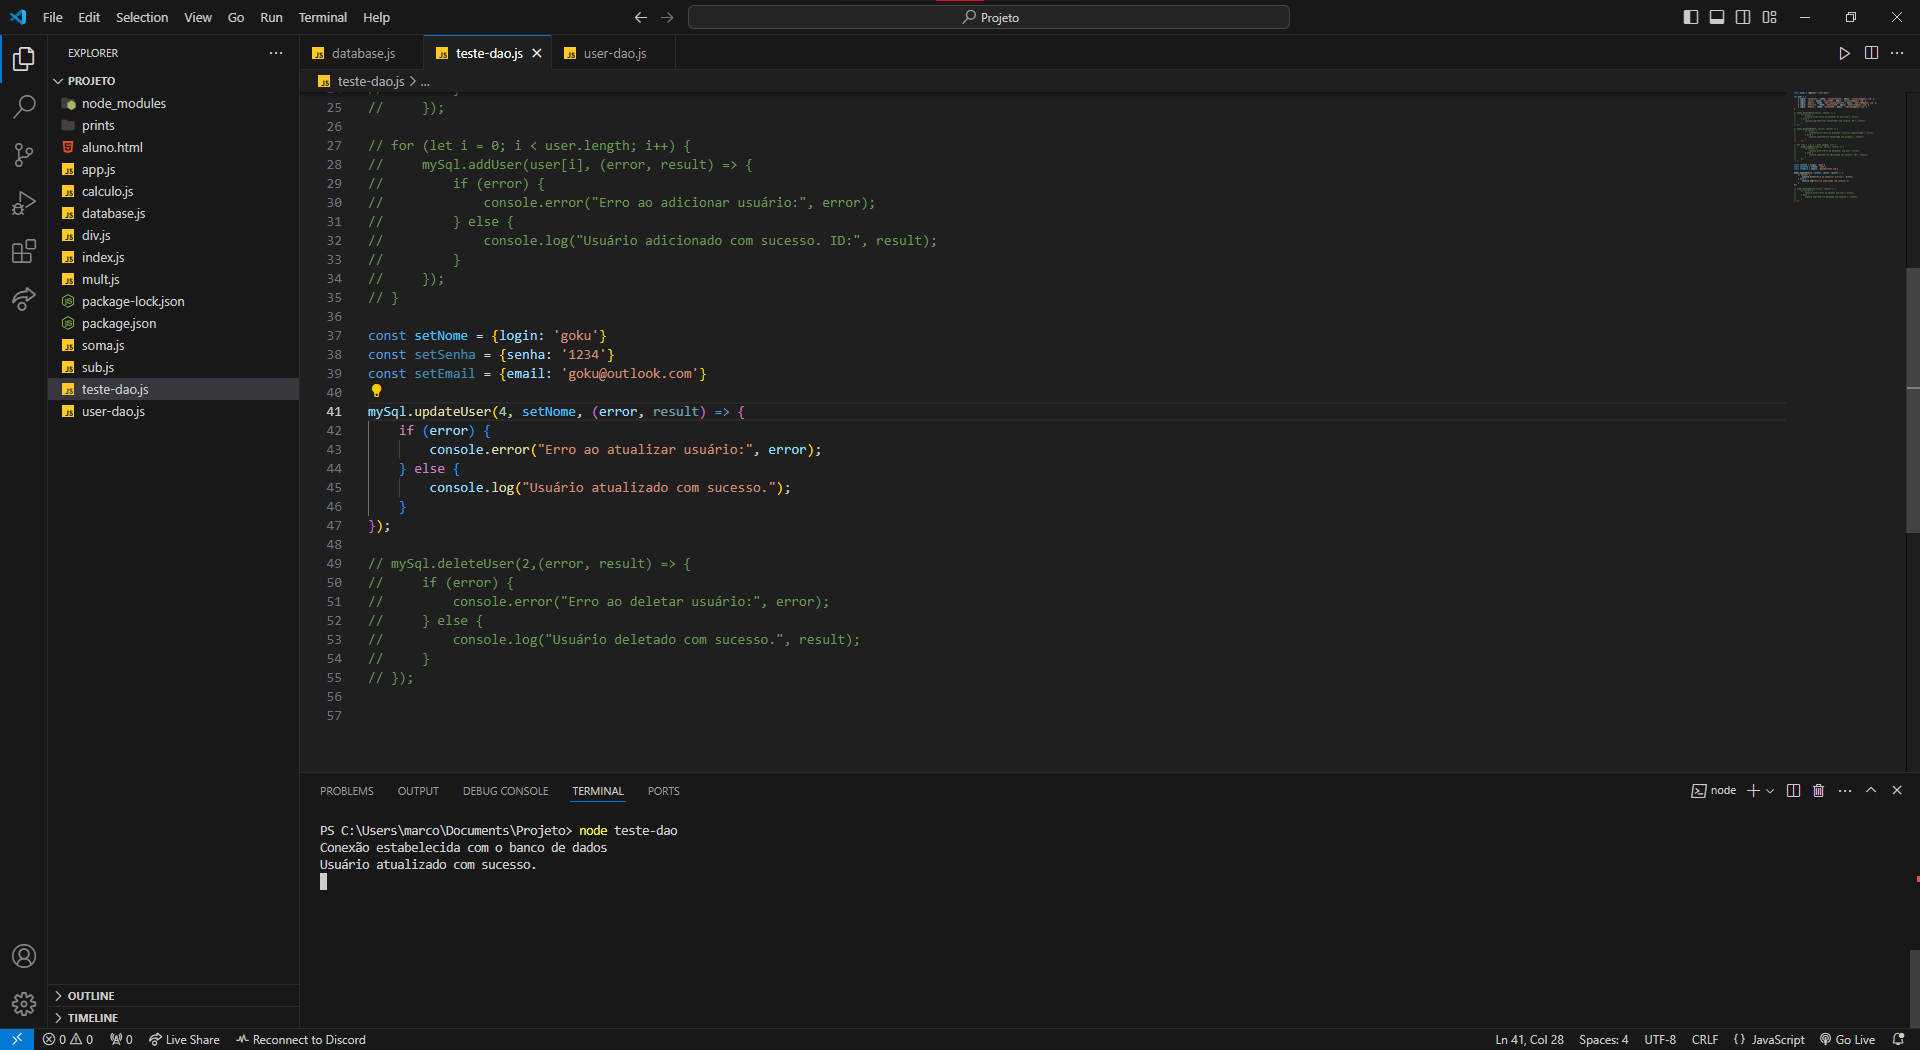 File Edit Selection View Go Run Terminal Help
Projeto
EXPLORER
PROJETO
node_modules
prints
aluno.html
app.js
calculo.js
database.js
div.js
index.js
mult.js
package-lock.json
package.json
soma.js
sub.js
teste-dao.js
user-dao.js
OUTLINE
TIMELINE
database.js teste-dao.js user-dao.js
teste-dao.js > ...
25 //     });
26
27 // for (let i = 0; i < user.length; i++) {
28 //     mySql.addUser(user[i], (error, result) => {
29 //         if (error) {
30 //             console.error("Erro ao adicionar usuário:", error);
31 //         } else {
32 //             console.log("Usuário adicionado com sucesso. ID:", result);
33 //         }
34 //     });
35 // }
36
37 const setNome = {login: 'goku'}
38 const setSenha = {senha: '1234'}
39 const setEmail = {email: 'goku@outlook.com'}
40
41 mySql.updateUser(4, setNome, (error, result) => {
42     if (error) {
43         console.error("Erro ao atualizar usuário:", error);
44     } else {
45         console.log("Usuário atualizado com sucesso.");
46     }
47 });
48
49 // mySql.deleteUser(2,(error, result) => {
50 //     if (error) {
51 //         console.error("Erro ao deletar usuário:", error);
52 //     } else {
53 //         console.log("Usuário deletado com sucesso.", result);
54 //     }
55 // });
56
57
PROBLEMS OUTPUT DEBUG CONSOLE TERMINAL PORTS
node
PS C:\Users\marco\Documents\Projeto> node teste-dao
Conexão estabelecida com o banco de dados
Usuário atualizado com sucesso.
0 0 0 Live Share Reconnect to Discord
Ln 41, Col 28 Spaces: 4 UTF-8 CRLF {} JavaScript Go Live